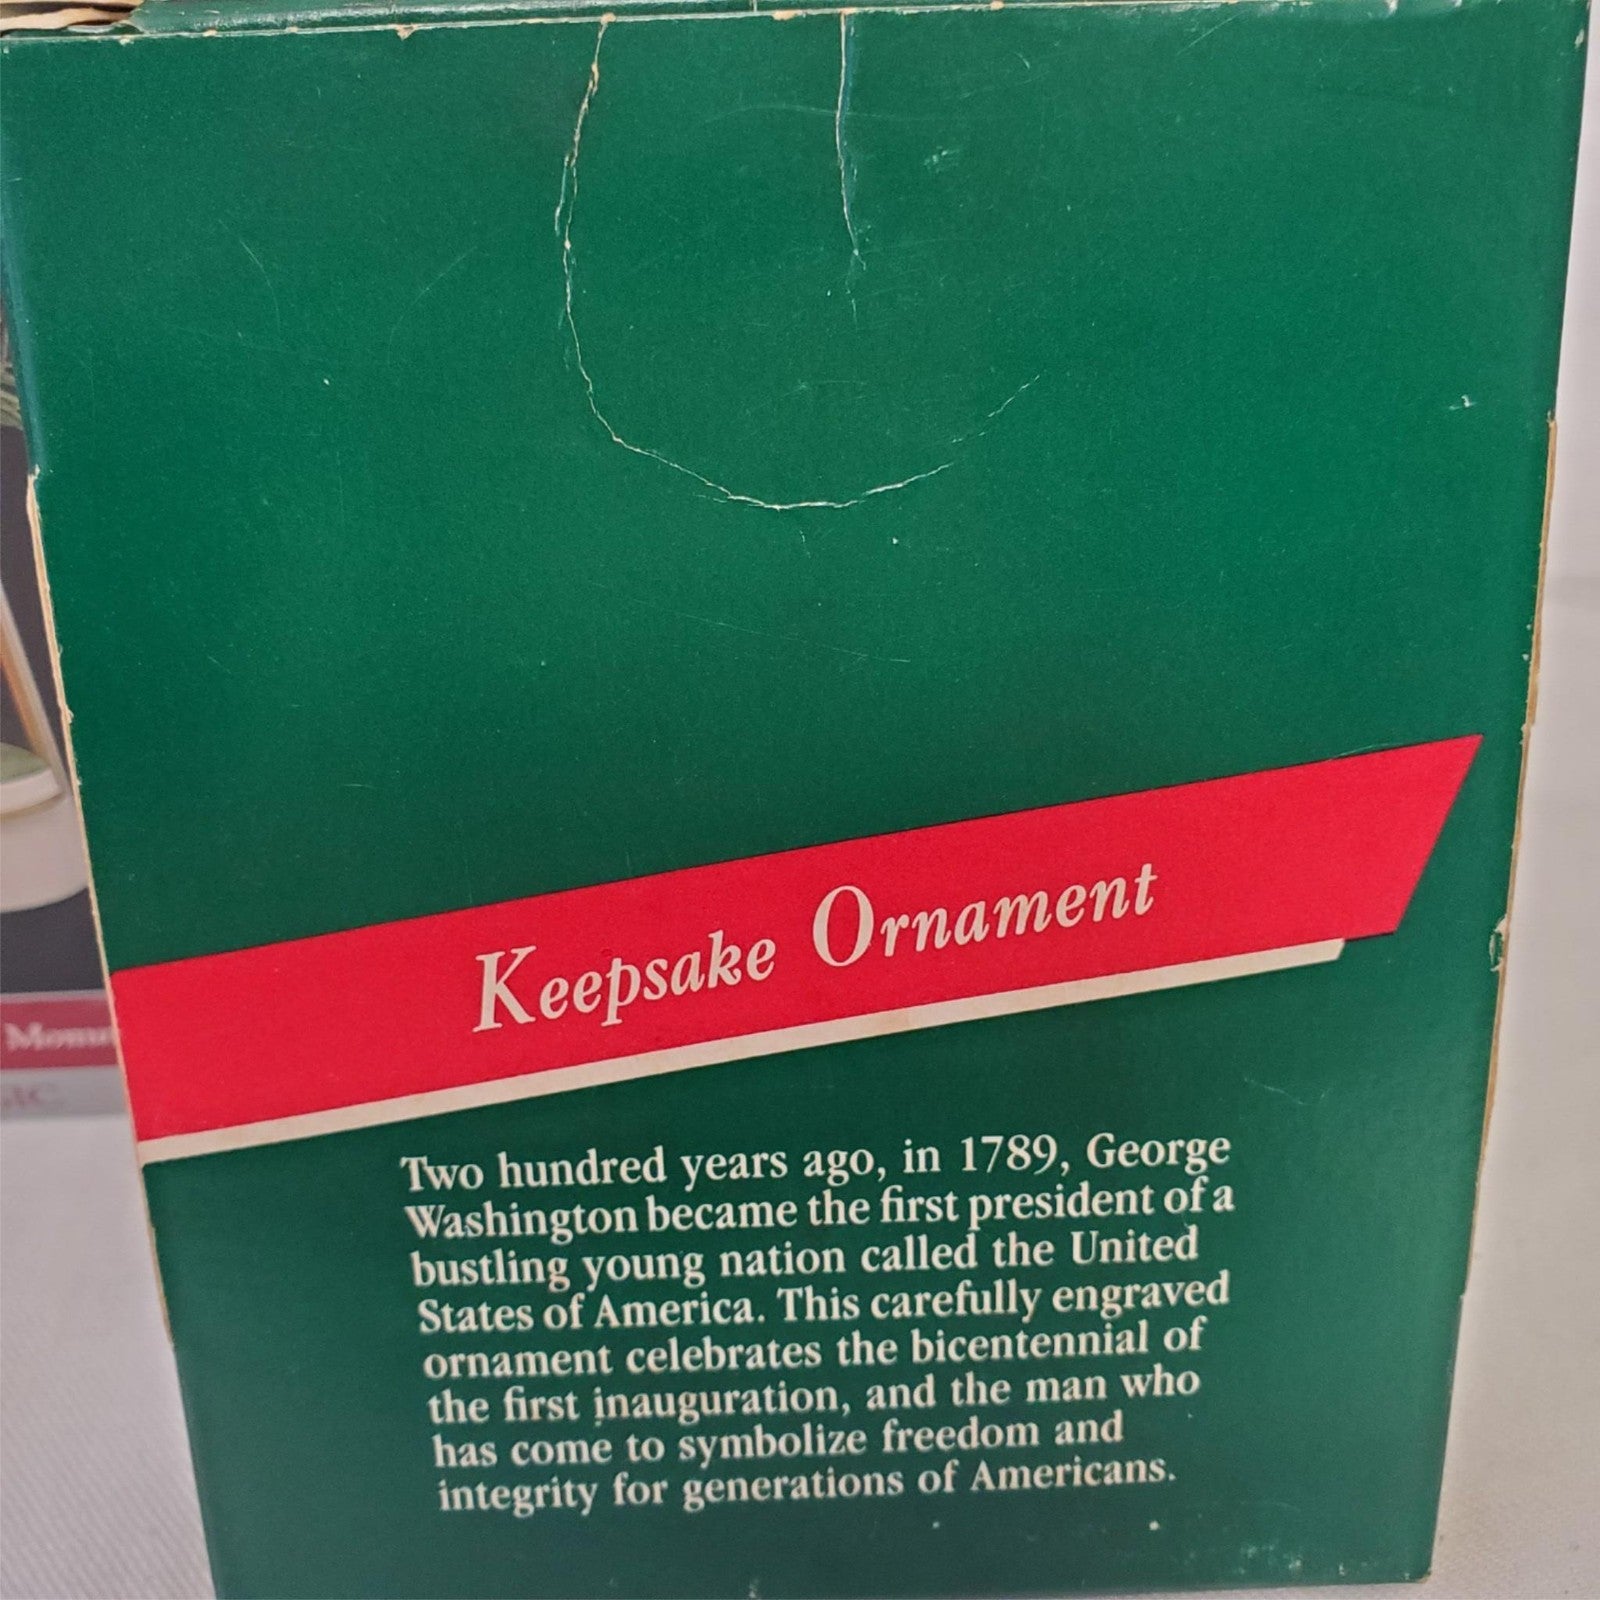 Keepsake Ornament
Two hundred years ago, in 1789, George
Washington became the first president of a
bustling young nation called the United
States of America. This carefully engraved
ornament celebrates the bicentennial of
the first inauguration, and the man who
has come to symbolize freedom and
integrity for generations of Americans.